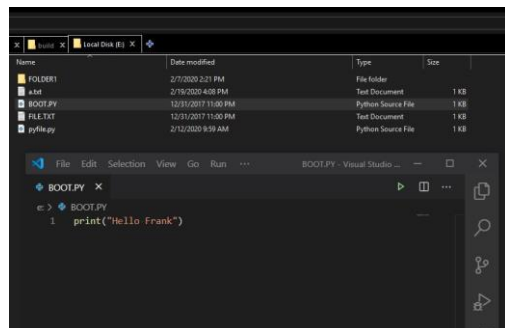 X build X Local Disk (E:) X
Name Date modified Type Size
FOLDER1 2/7/2020 2:21 PM File folder
a.txt 2/19/2020 4:08 PM Text Document 1 KB
BOOT.PY 12/31/2017 11:00 PM Python Source File 1 KB
FILE.TXT 12/31/2017 11:00 PM Text Document 1 KB
pyfile.py 2/12/2020 9:59 AM Python Source File 1 KB
File Edit Selection View Go Run ··· BOOT.PY - Visual Studio ...
BOOT.PY X
e: > BOOT.PY
1 print("Hello Frank")